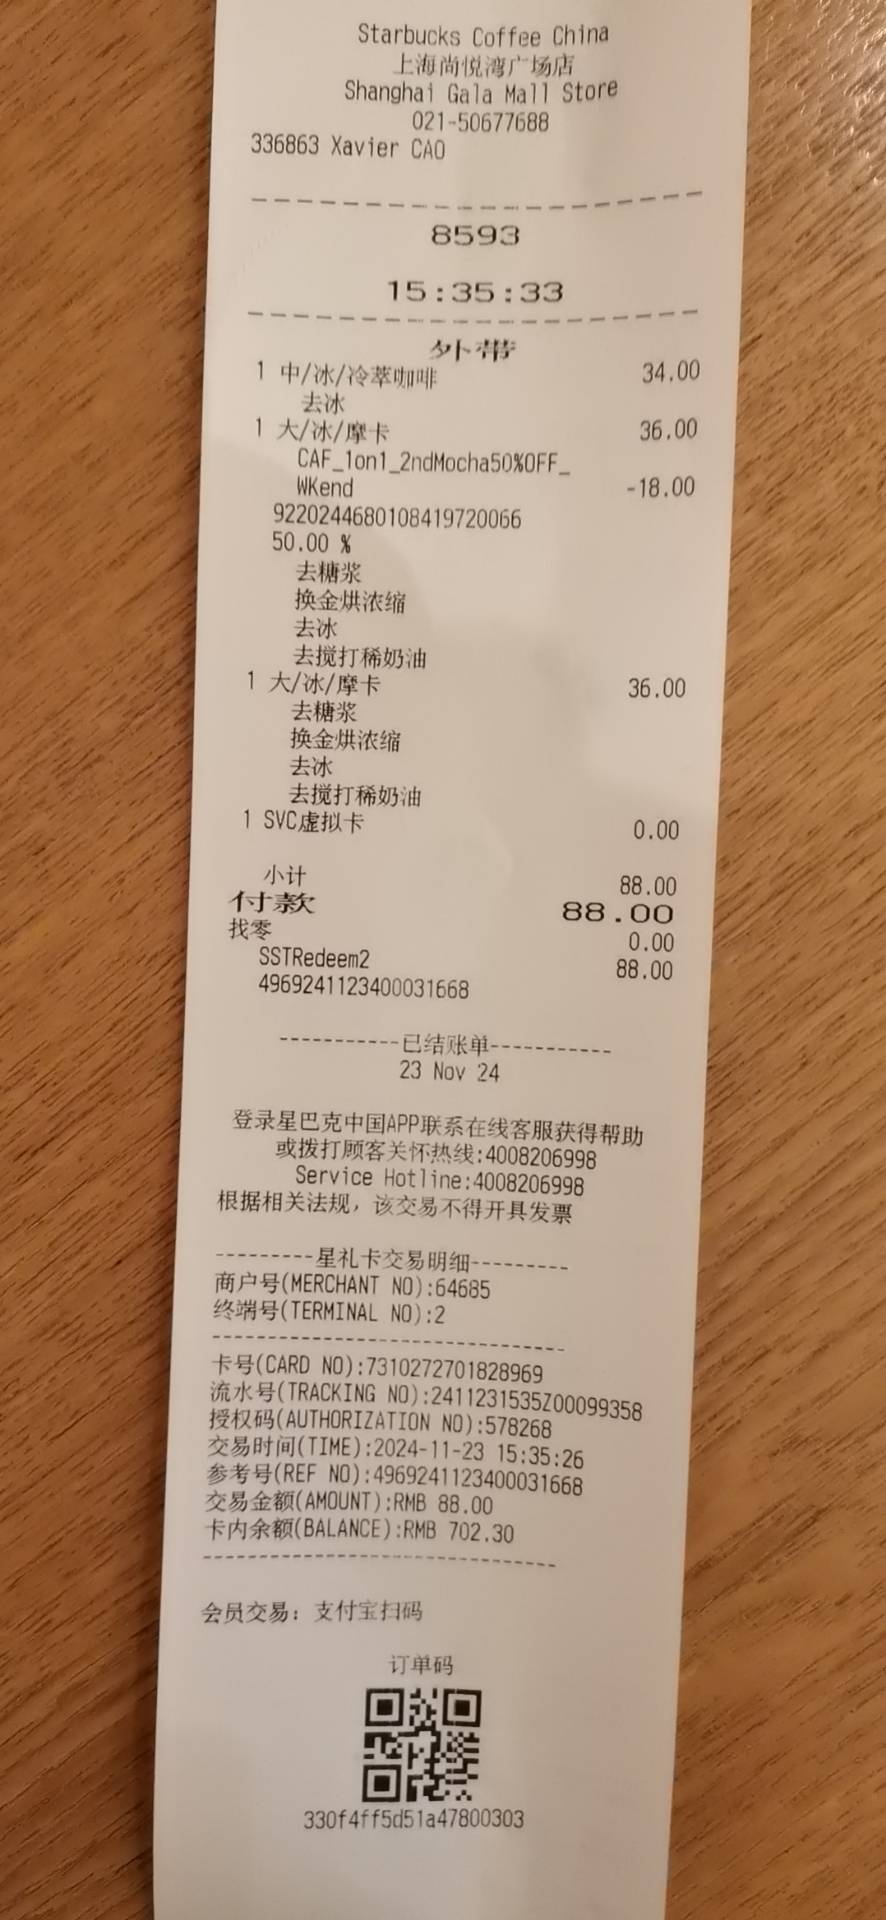 Starbucks Coffee China
上海尚悦湾广场店
Shanghai Gala Mall Store
021-50677688
336863 Xavier CAO
8593
15:35:33
外带
1 中/冰/冷萃咖啡 34.00
去冰
1 大/冰/摩卡 36.00
CAF_1on1_2ndMocha50%OFF_
WKend -18.00
9220244680108419720066
50.00 %
去糖浆
换金烘浓缩
去冰
去搅打稀奶油
1 大/冰/摩卡 36.00
去糖浆
换金烘浓缩
去冰
去搅打稀奶油
1 SVC虚拟卡 0.00
小计 88.00
付款 88.00
找零 0.00
SSTRedeem2 88.00
4969241123400031668
-----------已结账单-----------
23 Nov 24
登录星巴克中国APP联系在线客服获得帮助
或拨打顾客关怀热线:4008206998
Service Hotline:4008206998
根据相关法规，该交易不得开具发票
---------星礼卡交易明细---------
商户号(MERCHANT NO):64685
终端号(TERMINAL NO):2
卡号(CARD NO):7310272701828969
流水号(TRACKING NO):2411231535Z00099358
授权码(AUTHORIZATION NO):578268
交易时间(TIME):2024-11-23 15:35:26
参考号(REF NO):4969241123400031668
交易金额(AMOUNT):RMB 88.00
卡内余额(BALANCE):RMB 702.30
会员交易: 支付宝扫码
订单码
330f4ff5d51a47800303